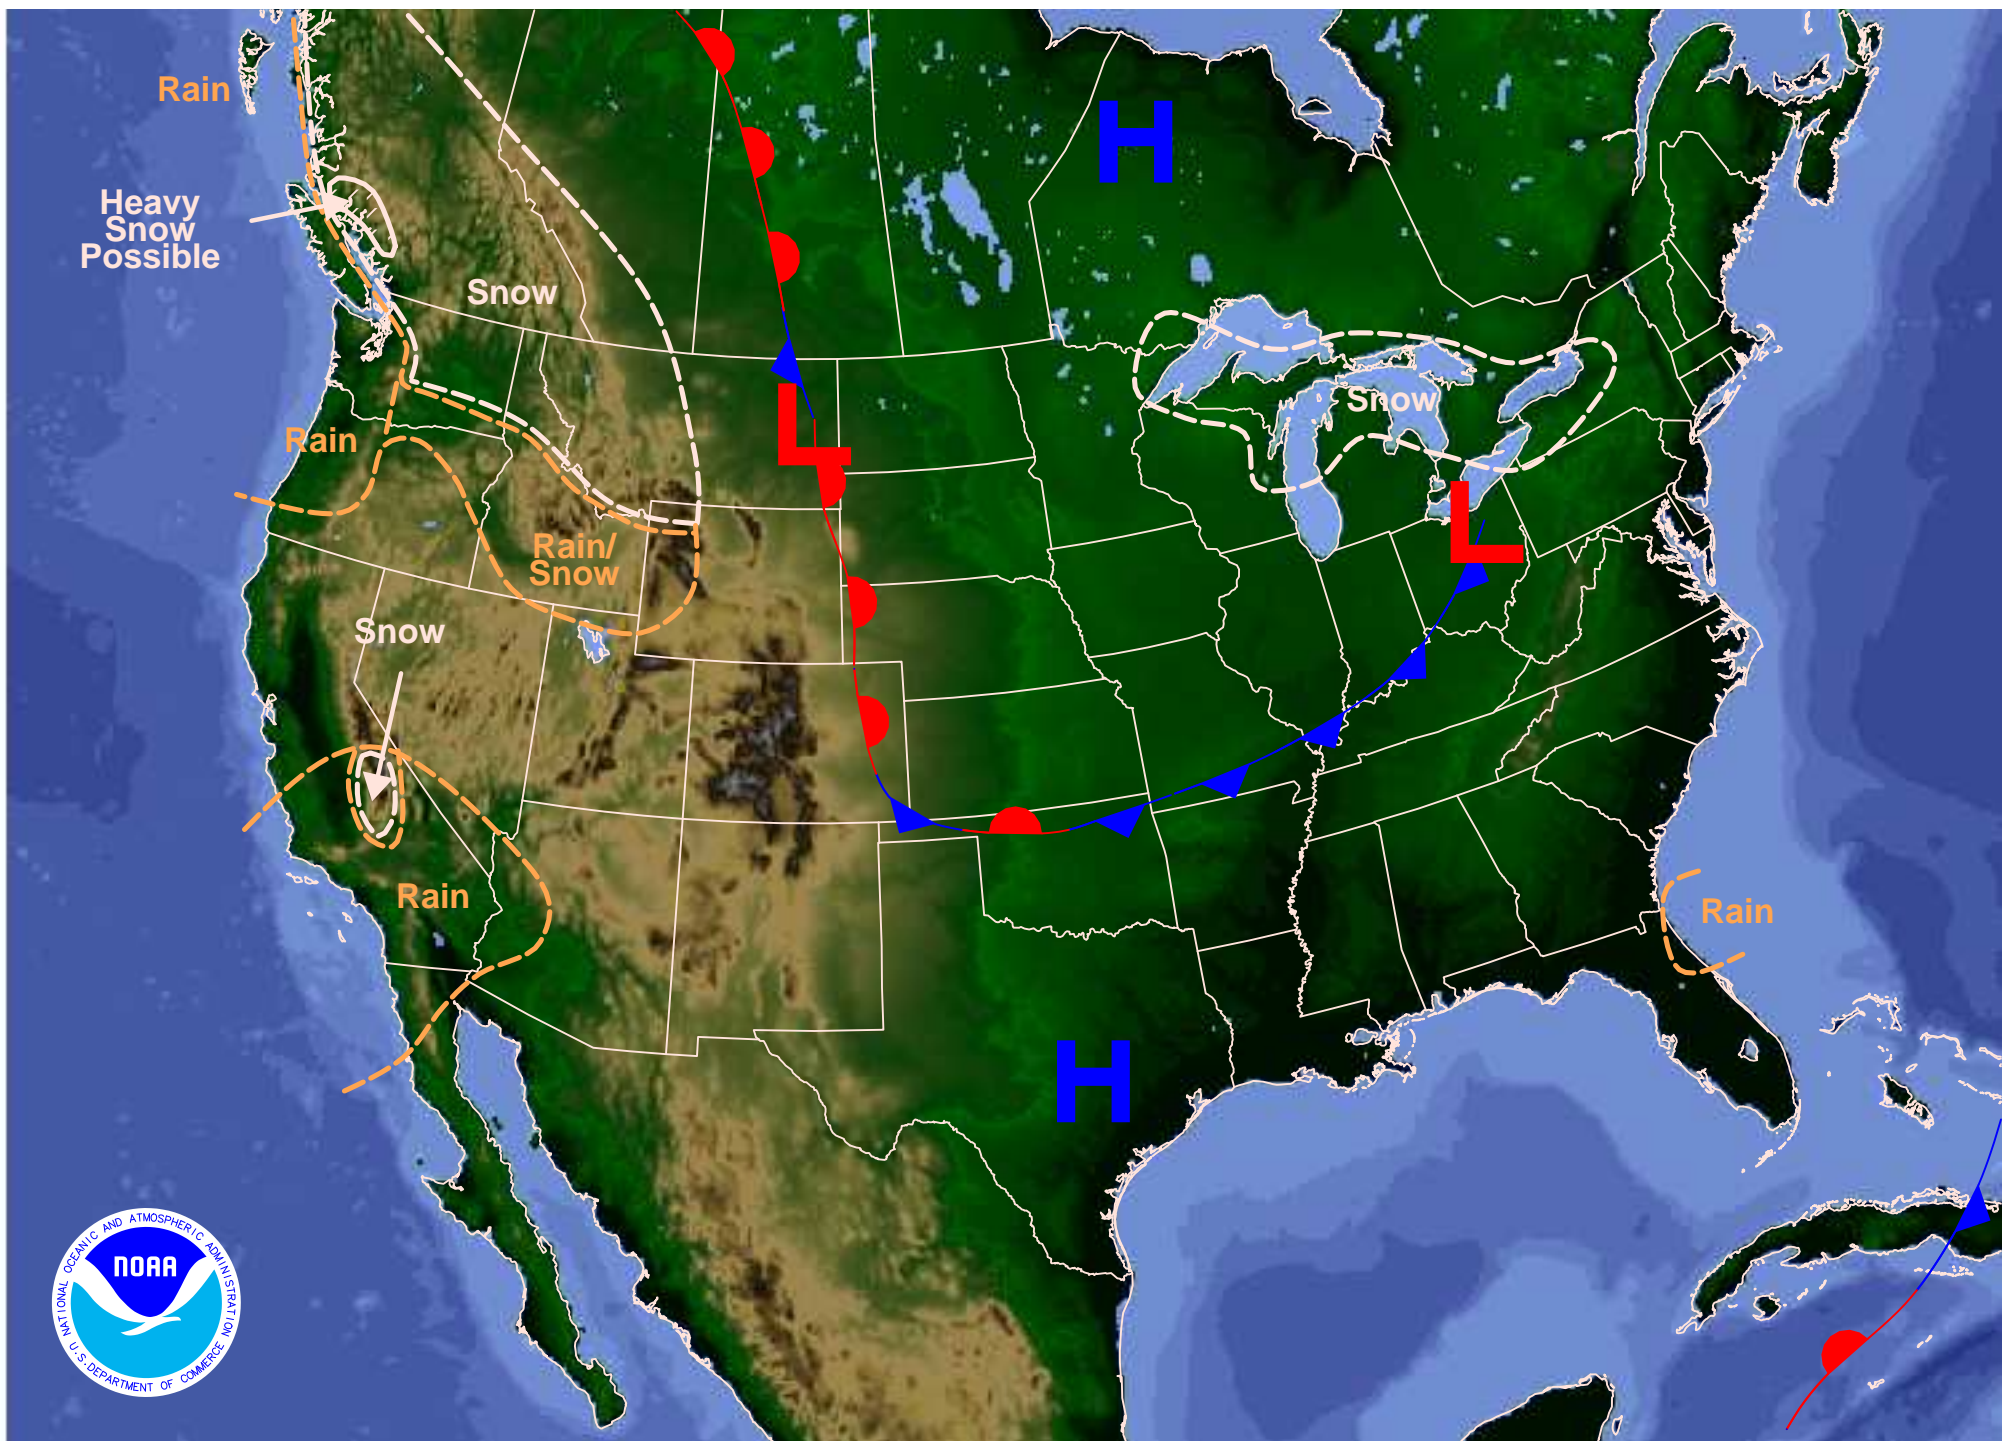 H
Rain
Heavy
Snow
Possible
Snow
Snow
L
Rain
L
Rain/
Snow
Snow
Rain
Rain
H
NATIONAL OCEANIC AND ATMOSPHERIC ADMINISTRATION
NOAA
U.S. DEPARTMENT OF COMMERCE